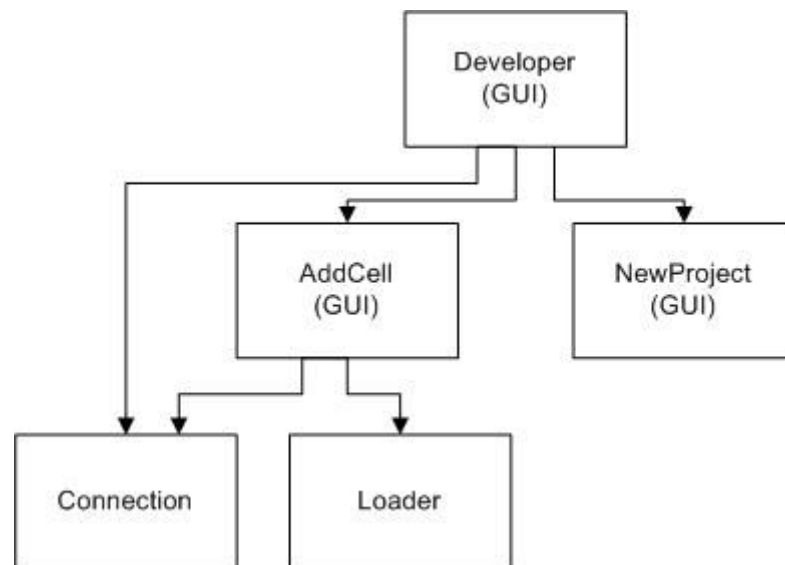 Developer
(GUI)
AddCell
(GUI)
NewProject
(GUI)
Connection
Loader